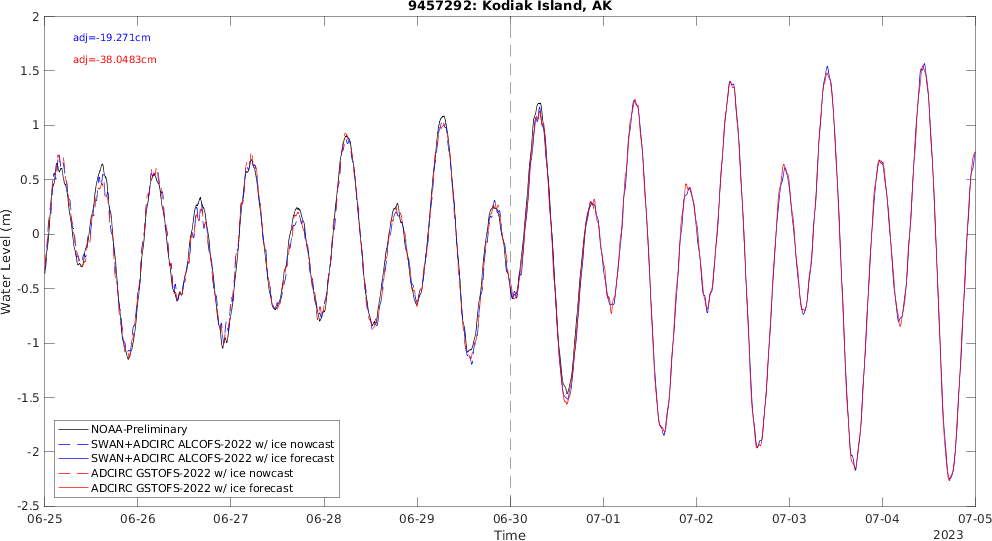 9457292: Kodiak Island, AK
adj=-19.271cm
adj=-38.0483cm
2
1.5
1
0.5
0
-0.5
-1
-1.5
-2
-2.5
Water Level (m)
NOAA-Preliminary
SWAN+ADCIRC ALCOFS-2022 w/ ice nowcast
SWAN+ADCIRC ALCOFS-2022 w/ ice forecast
ADCIRC GSTOFS-2022 w/ ice nowcast
ADCIRC GSTOFS-2022 w/ ice forecast
06-25 06-26 06-27 06-28 06-29 06-30 07-01 07-02 07-03 07-04 07-05
Time
2023